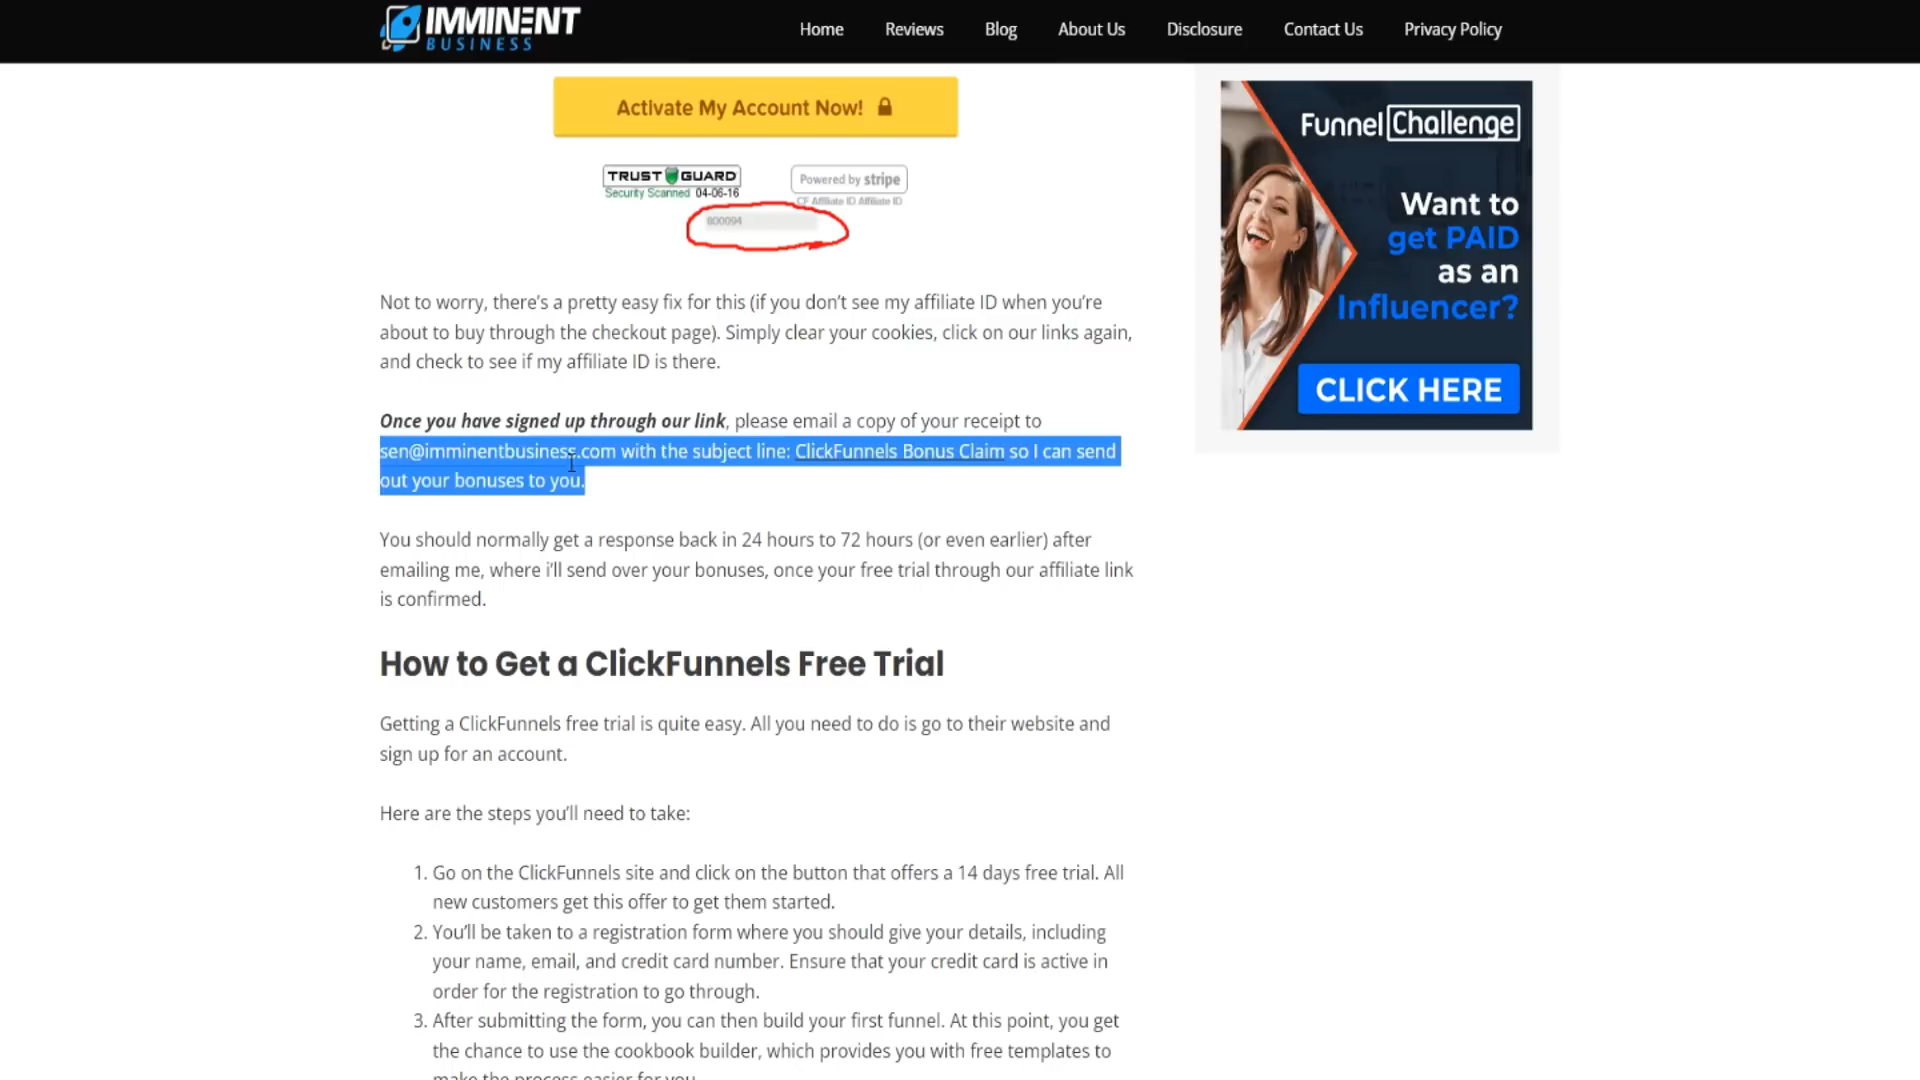 IMMINENT
BUSINESS
Home Reviews Blog About Us Disclosure Contact Us Privacy Policy
Activate My Account Now!
TRUST GUARD
Security Scanned 04-06-16
Powered by stripe
CF Affiliate ID Affiliate ID
800094
Not to worry, there's a pretty easy fix for this (if you don't see my affiliate ID when you're
about to buy through the checkout page). Simply clear your cookies, click on our links again,
and check to see if my affiliate ID is there.
Once you have signed up through our link, please email a copy of your receipt to
sen@imminentbusiness.com with the subject line: ClickFunnels Bonus Claim so I can send
out your bonuses to you.
You should normally get a response back in 24 hours to 72 hours (or even earlier) after
emailing me, where i'll send over your bonuses, once your free trial through our affiliate link
is confirmed.
How to Get a ClickFunnels Free Trial
Getting a ClickFunnels free trial is quite easy. All you need to do is go to their website and
sign up for an account.
Here are the steps you'll need to take:
1. Go on the ClickFunnels site and click on the button that offers a 14 days free trial. All
new customers get this offer to get them started.
2. You'll be taken to a registration form where you should give your details, including
your name, email, and credit card number. Ensure that your credit card is active in
order for the registration to go through.
3. After submitting the form, you can then build your first funnel. At this point, you get
the chance to use the cookbook builder, which provides you with free templates to
make the process easier for you.
Funnel Challenge
Want to
get PAID
as an
Influencer?
CLICK HERE